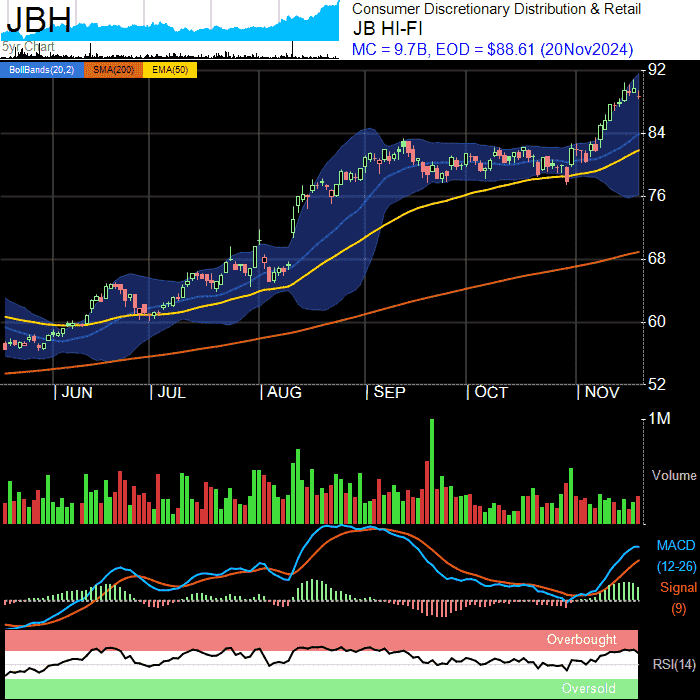 JBH
5yr Chart
Consumer Discretionary Distribution & Retail
JB HI-FI
MC = 9.7B, EOD = $88.61 (20Nov2024)
BollBands(20,2) SMA(200) EMA(50)
92
84
76
68
60
52
JUN JUL AUG SEP OCT NOV
1M
Volume
MACD
(12-26)
Signal
(9)
Overbought
RSI(14)
Oversold